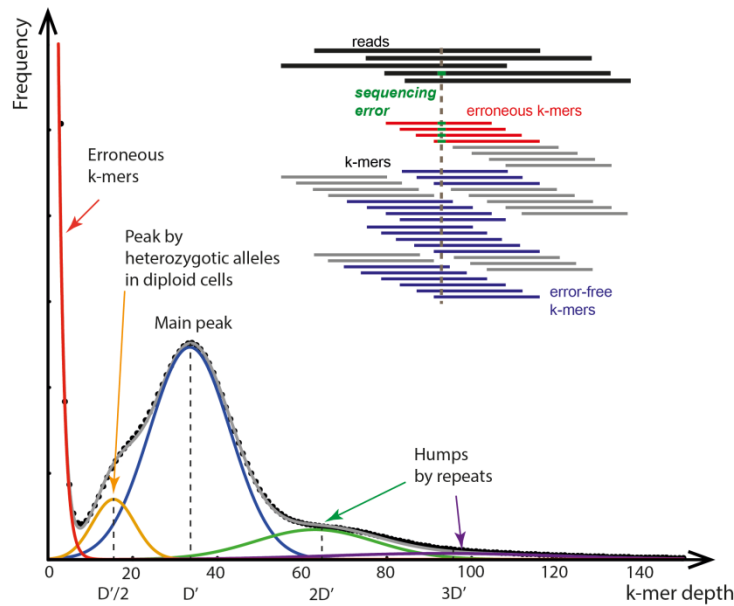 Frequency
reads
sequencing
error
erroneous k-mers
k-mers
error-free
k-mers
Erroneous
k-mers
Peak by
heterozygotic alleles
in diploid cells
Main peak
Humps
by repeats
0 20 40 60 80 100 120 140
D'/2 D' 2D' 3D' k-mer depth